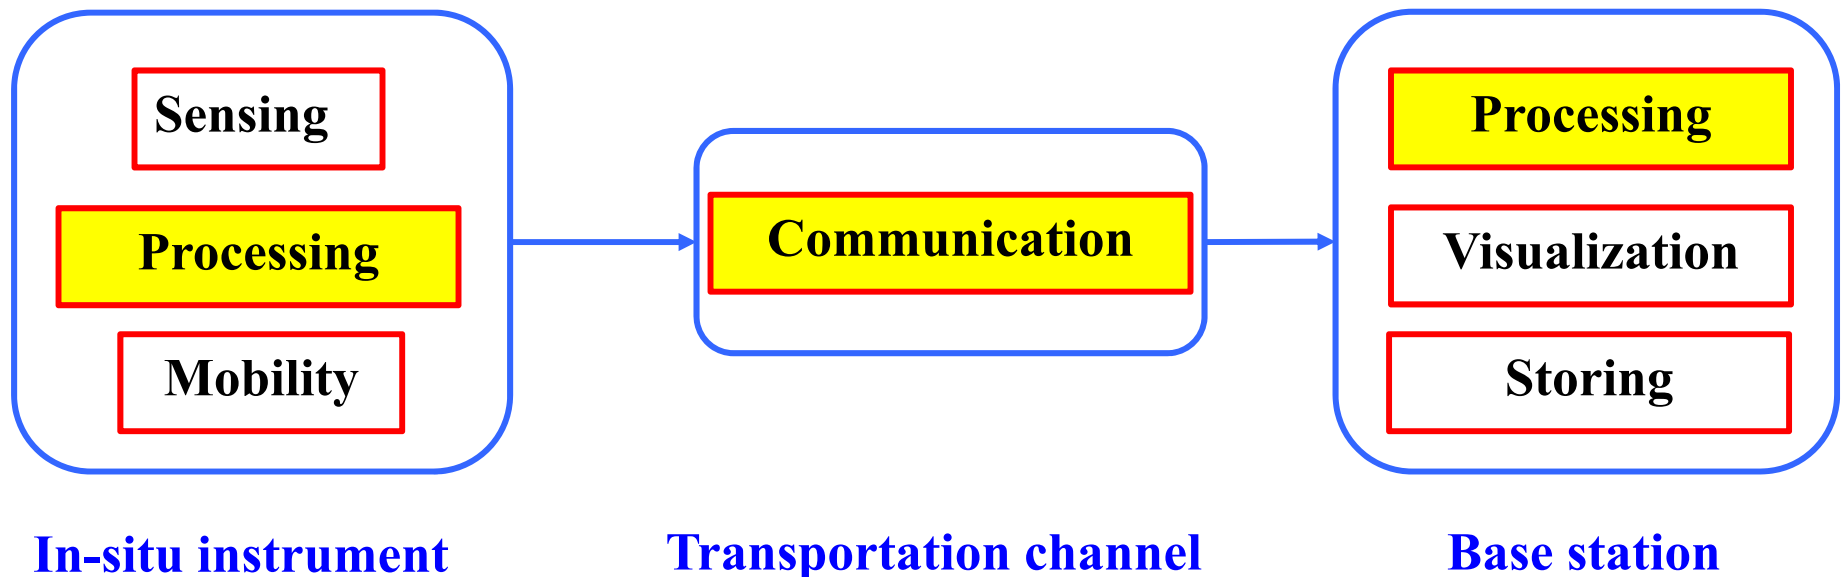 Sensing
Processing
Mobility
In-situ instrument
Communication
Transportation channel
Processing
Visualization
Storing
Base station